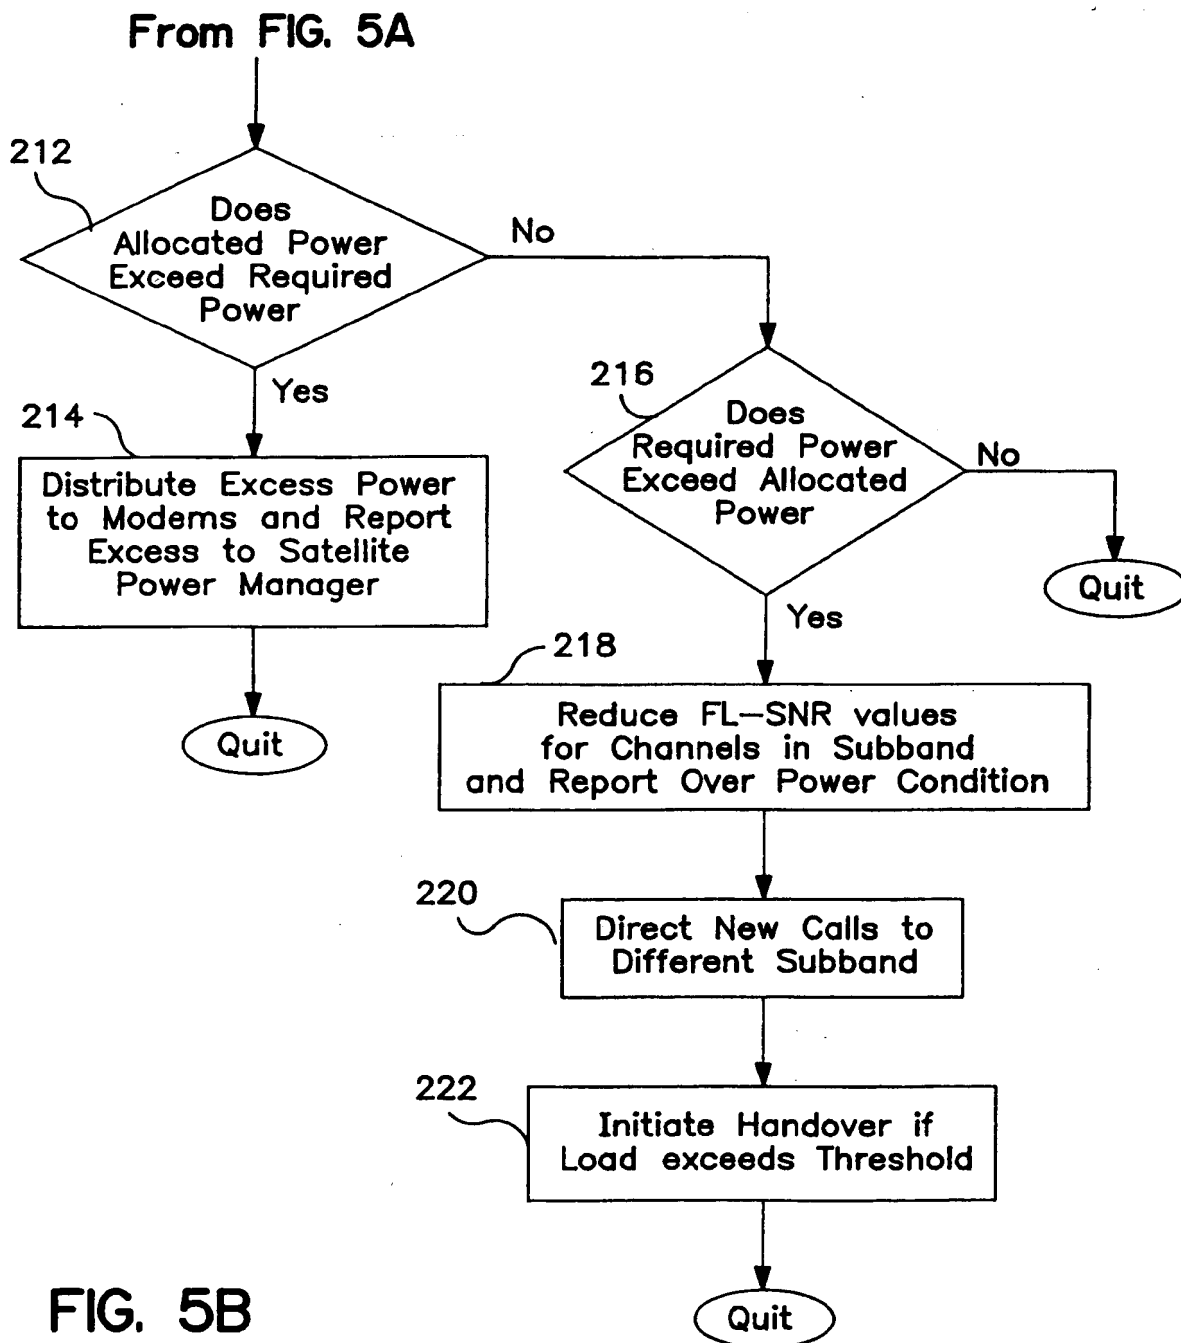 From FIG. 5A
212
Does
Allocated Power
Exceed Required
Power
No
Yes
214
Distribute Excess Power
to Modems and Report
Excess to Satellite
Power Manager
Quit
216
Does
Required Power
Exceed Allocated
Power
No
Quit
Yes
218
Reduce FL-SNR values
for Channels in Subband
and Report Over Power Condition
220
Direct New Calls to
Different Subband
222
Initiate Handover if
Load exceeds Threshold
Quit
FIG. 5B